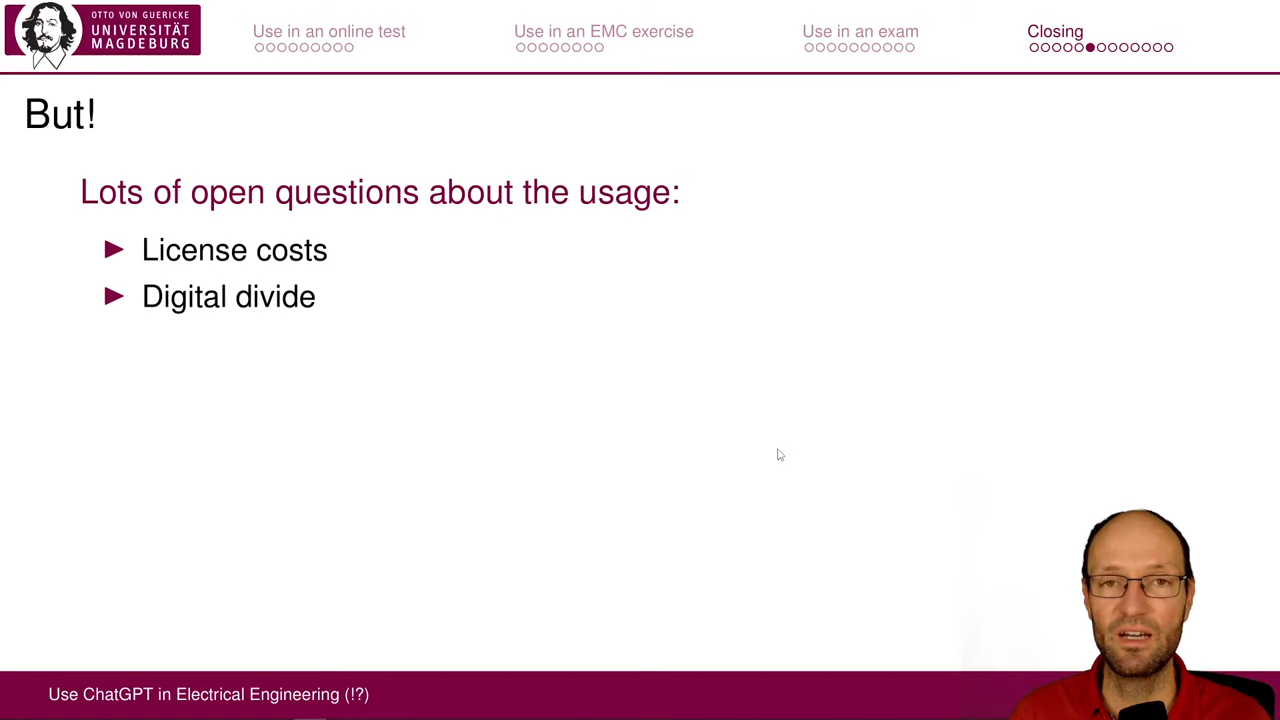 OTTO VON GUERICKE
UNIVERSITÄT
MAGDEBURG
Use in an online test
Use in an EMC exercise
Use in an exam
Closing
But!
Lots of open questions about the usage:
License costs
Digital divide
Use ChatGPT in Electrical Engineering (!?)